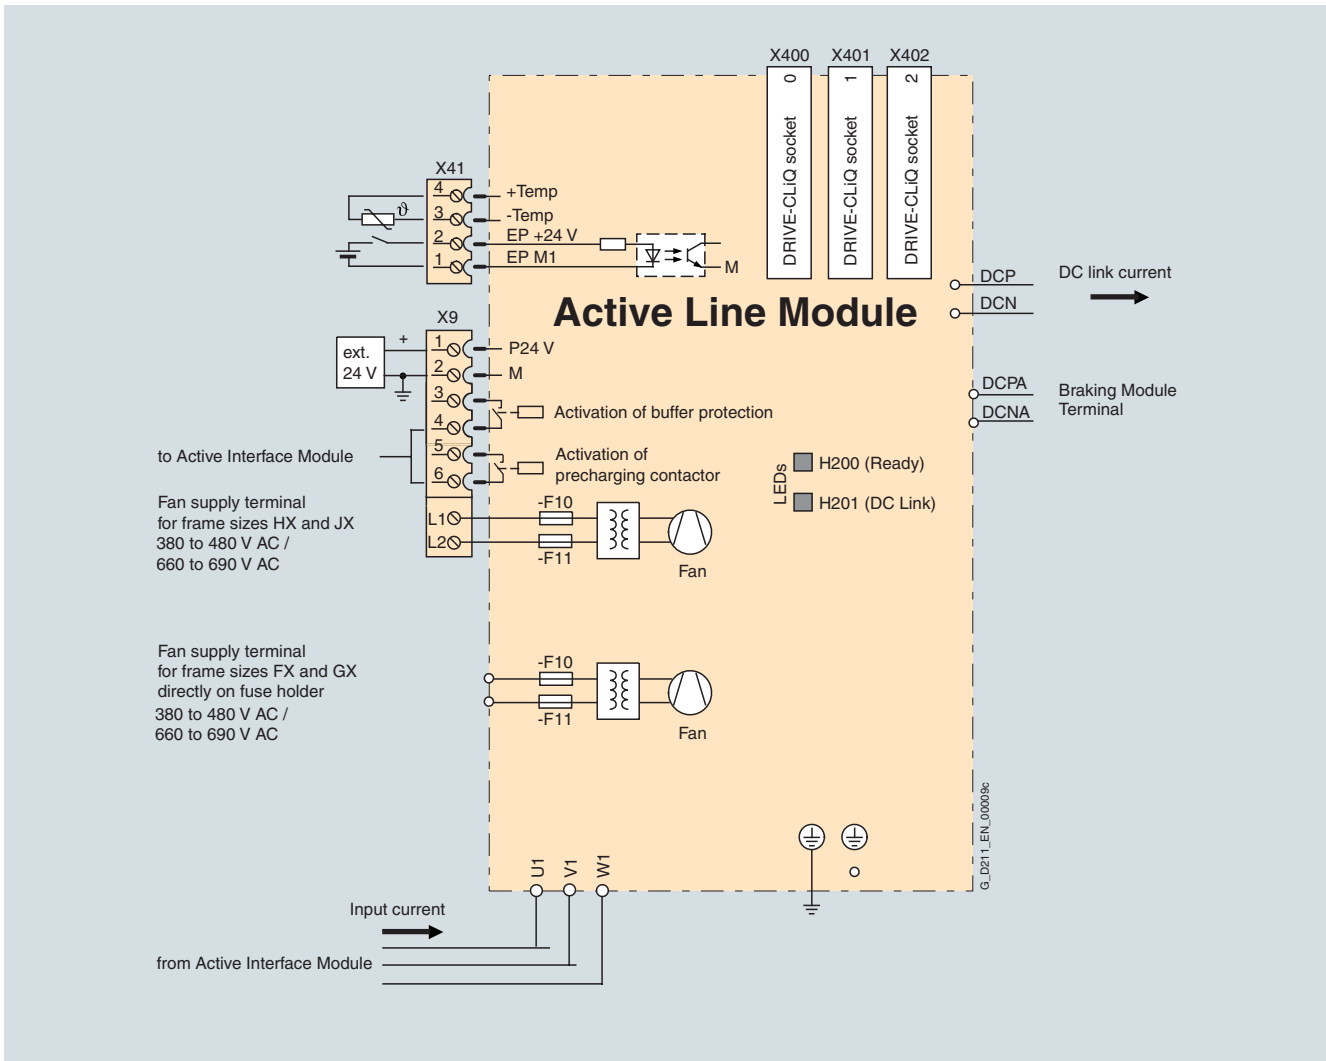 X400 X401 X402
0 1 2
DRIVE-CLiQ socket
DRIVE-CLiQ socket
DRIVE-CLiQ socket
X41
4 +Temp
ϑ
3 -Temp
2 EP +24 V
1 EP M1
M
Active Line Module
DCP
DCN
DC link current
X9
ext.
24 V
+
1 P24 V
2 M
3
4
5
6
Activation of buffer protection
Activation of
precharging contactor
DCPA
DCNA
Braking Module
Terminal
to Active Interface Module
LEDs
H200 (Ready)
H201 (DC Link)
Fan supply terminal
for frame sizes HX and JX
380 to 480 V AC /
660 to 690 V AC
L1
L2
-F10
-F11
Fan
Fan supply terminal
for frame sizes FX and GX
directly on fuse holder
380 to 480 V AC /
660 to 690 V AC
-F10
-F11
Fan
G_D211_EN_00009c
U1 V1 W1
Input current
from Active Interface Module